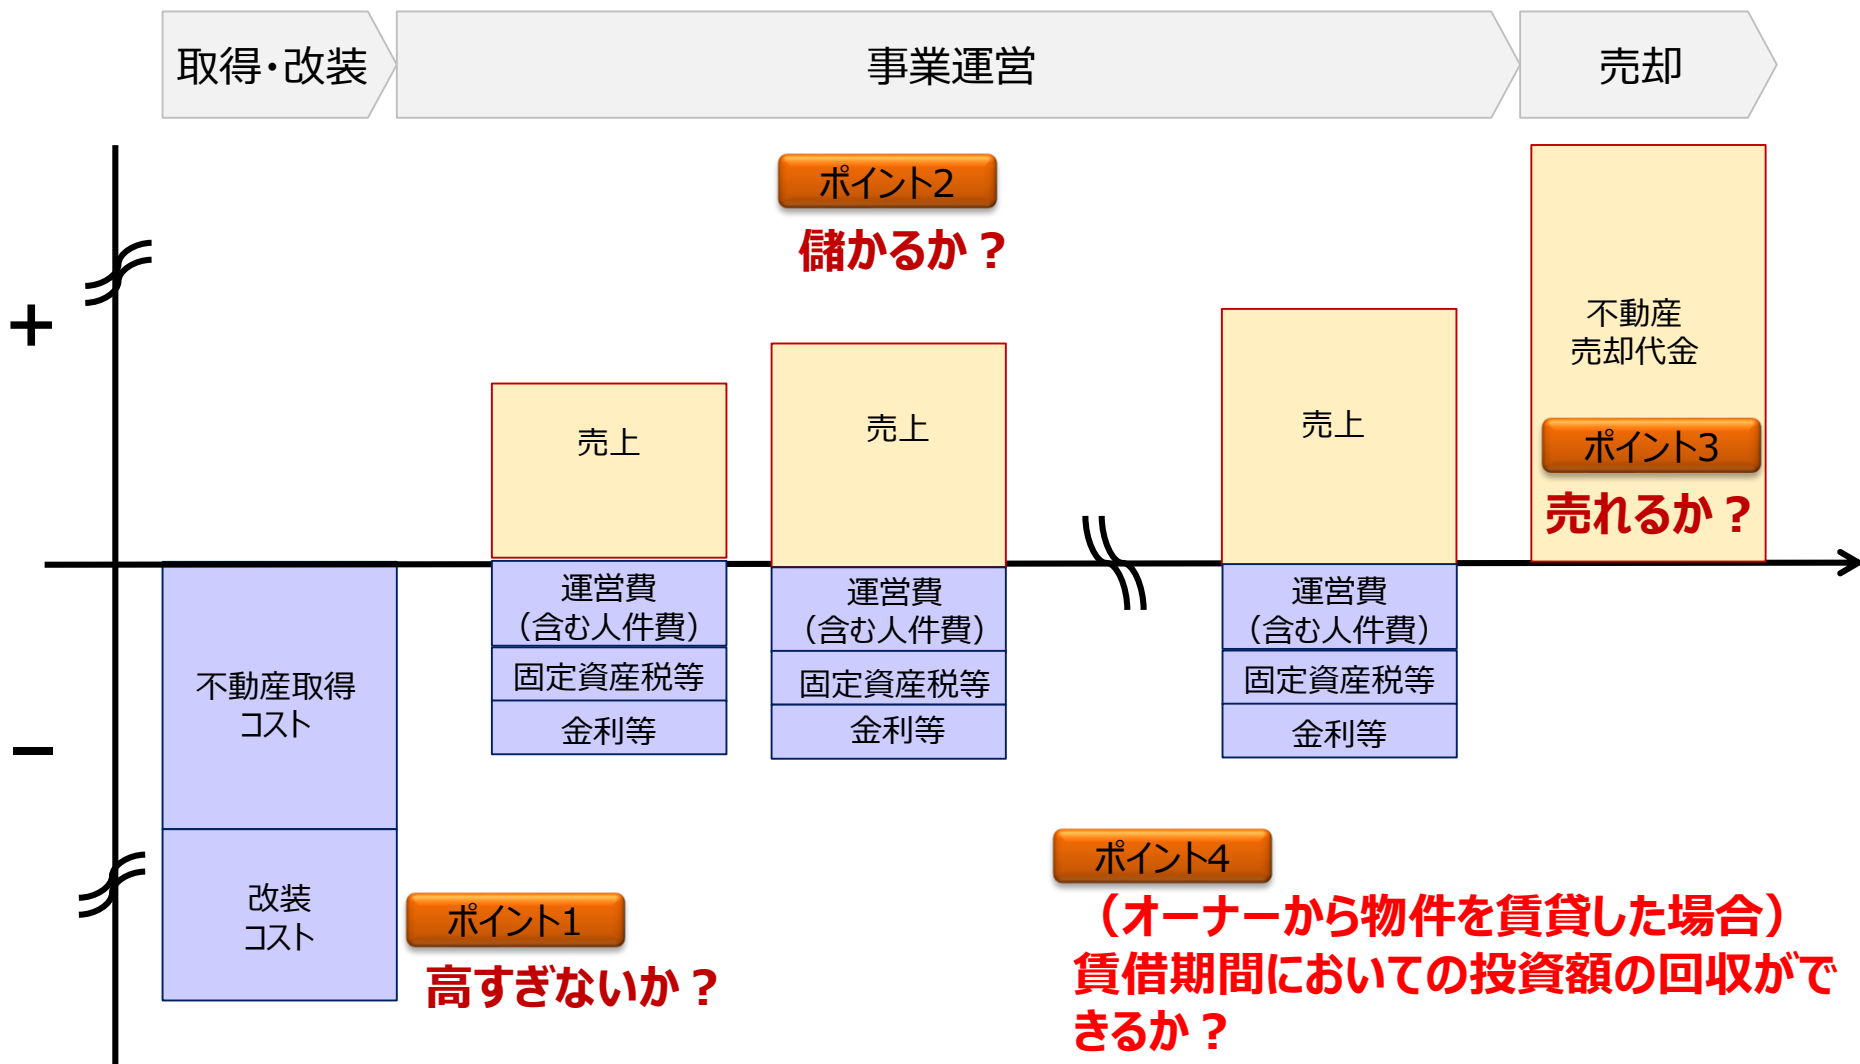 取得・改装
事業運営
売却
ポイント2
儲かるか？
+
不動産
売却代金
売上
売上
売上
ポイント3
売れるか？
運営費
（含む人件費）
固定資産税等
金利等
運営費
（含む人件費）
固定資産税等
金利等
運営費
（含む人件費）
固定資産税等
金利等
不動産取得
コスト
－
改装
コスト
ポイント1
高すぎないか？
ポイント4
（オーナーから物件を賃貸した場合）
賃借期間においての投資額の回収がで
きるか？